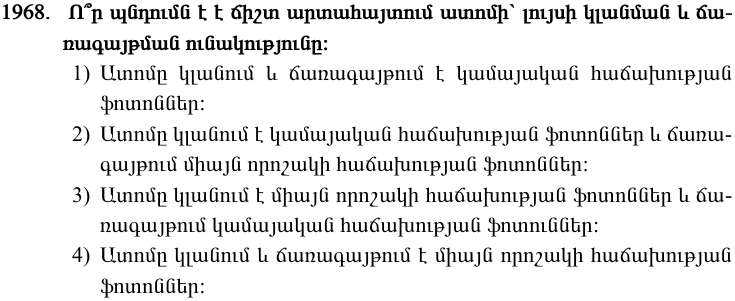 1968. Ո՞ր պնդումն է է ճիշտ արտահայտում ատոմի՝ լույսի կլանման և ճա-
ռագայթման ունակությունը:
1) Ատոմը կլանում և ճառագայթում է կամայական հաճախության
ֆոտոններ:
2) Ատոմը կլանում է կամայական հաճախության ֆոտոններ և ճառա-
գայթում միայն որոշակի հաճախության ֆոտոններ:
3) Ատոմը կլանում է միայն որոշակի հաճախության ֆոտոններ և ճա-
ռագայթում կամայական հաճախության ֆոտուններ:
4) Ատոմը կլանում և ճառագայթում է միայն որոշակի հաճախության
ֆոտոններ: